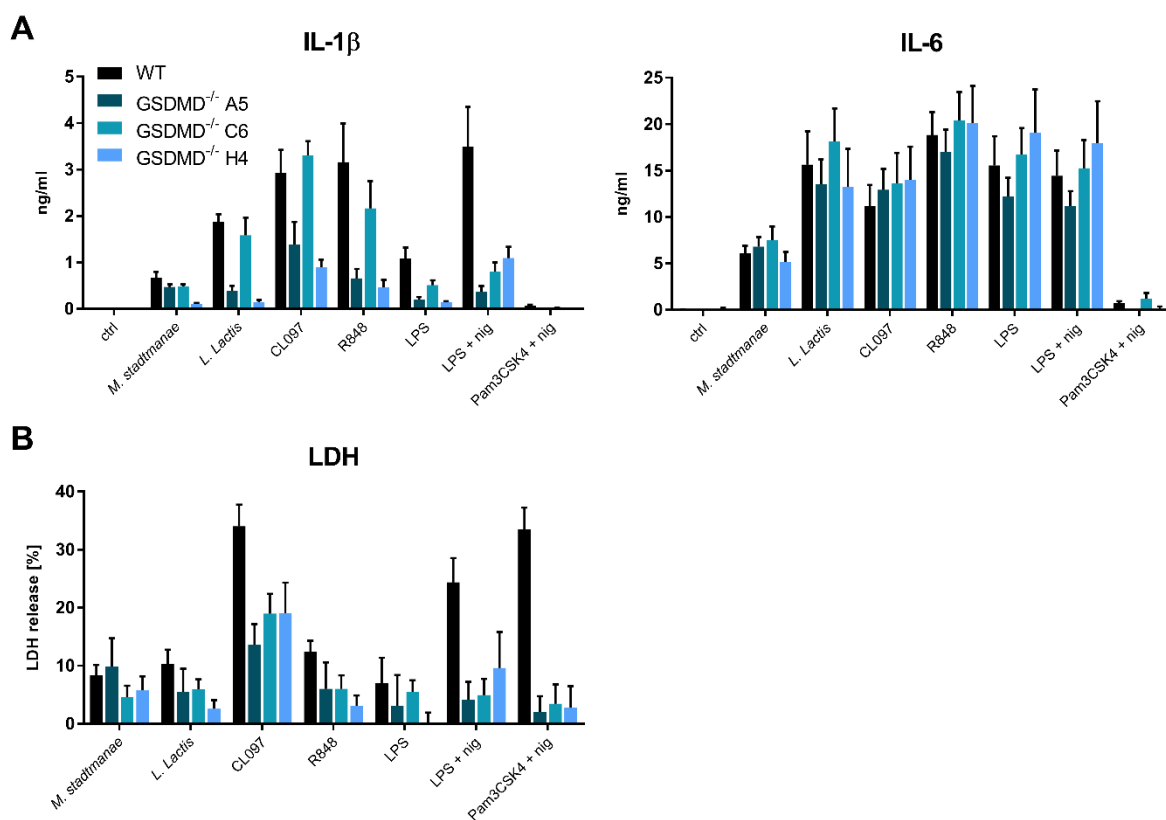 A
IL-1β
WT
GSDMD-/- A5
GSDMD-/- C6
GSDMD-/- H4
ng/ml
5
4
3
2
1
0
ctrl
M. stadtmanae
L. Lactis
CL097
R848
LPS
LPS + nig
Pam3CSK4 + nig
IL-6
ng/ml
25
20
15
10
5
0
ctrl
M. stadtmanae
L. Lactis
CL097
R848
LPS
LPS + nig
Pam3CSK4 + nig
B
LDH
LDH release [%]
40
30
20
10
0
M. stadtmanae
L. Lactis
CL097
R848
LPS
LPS + nig
Pam3CSK4 + nig